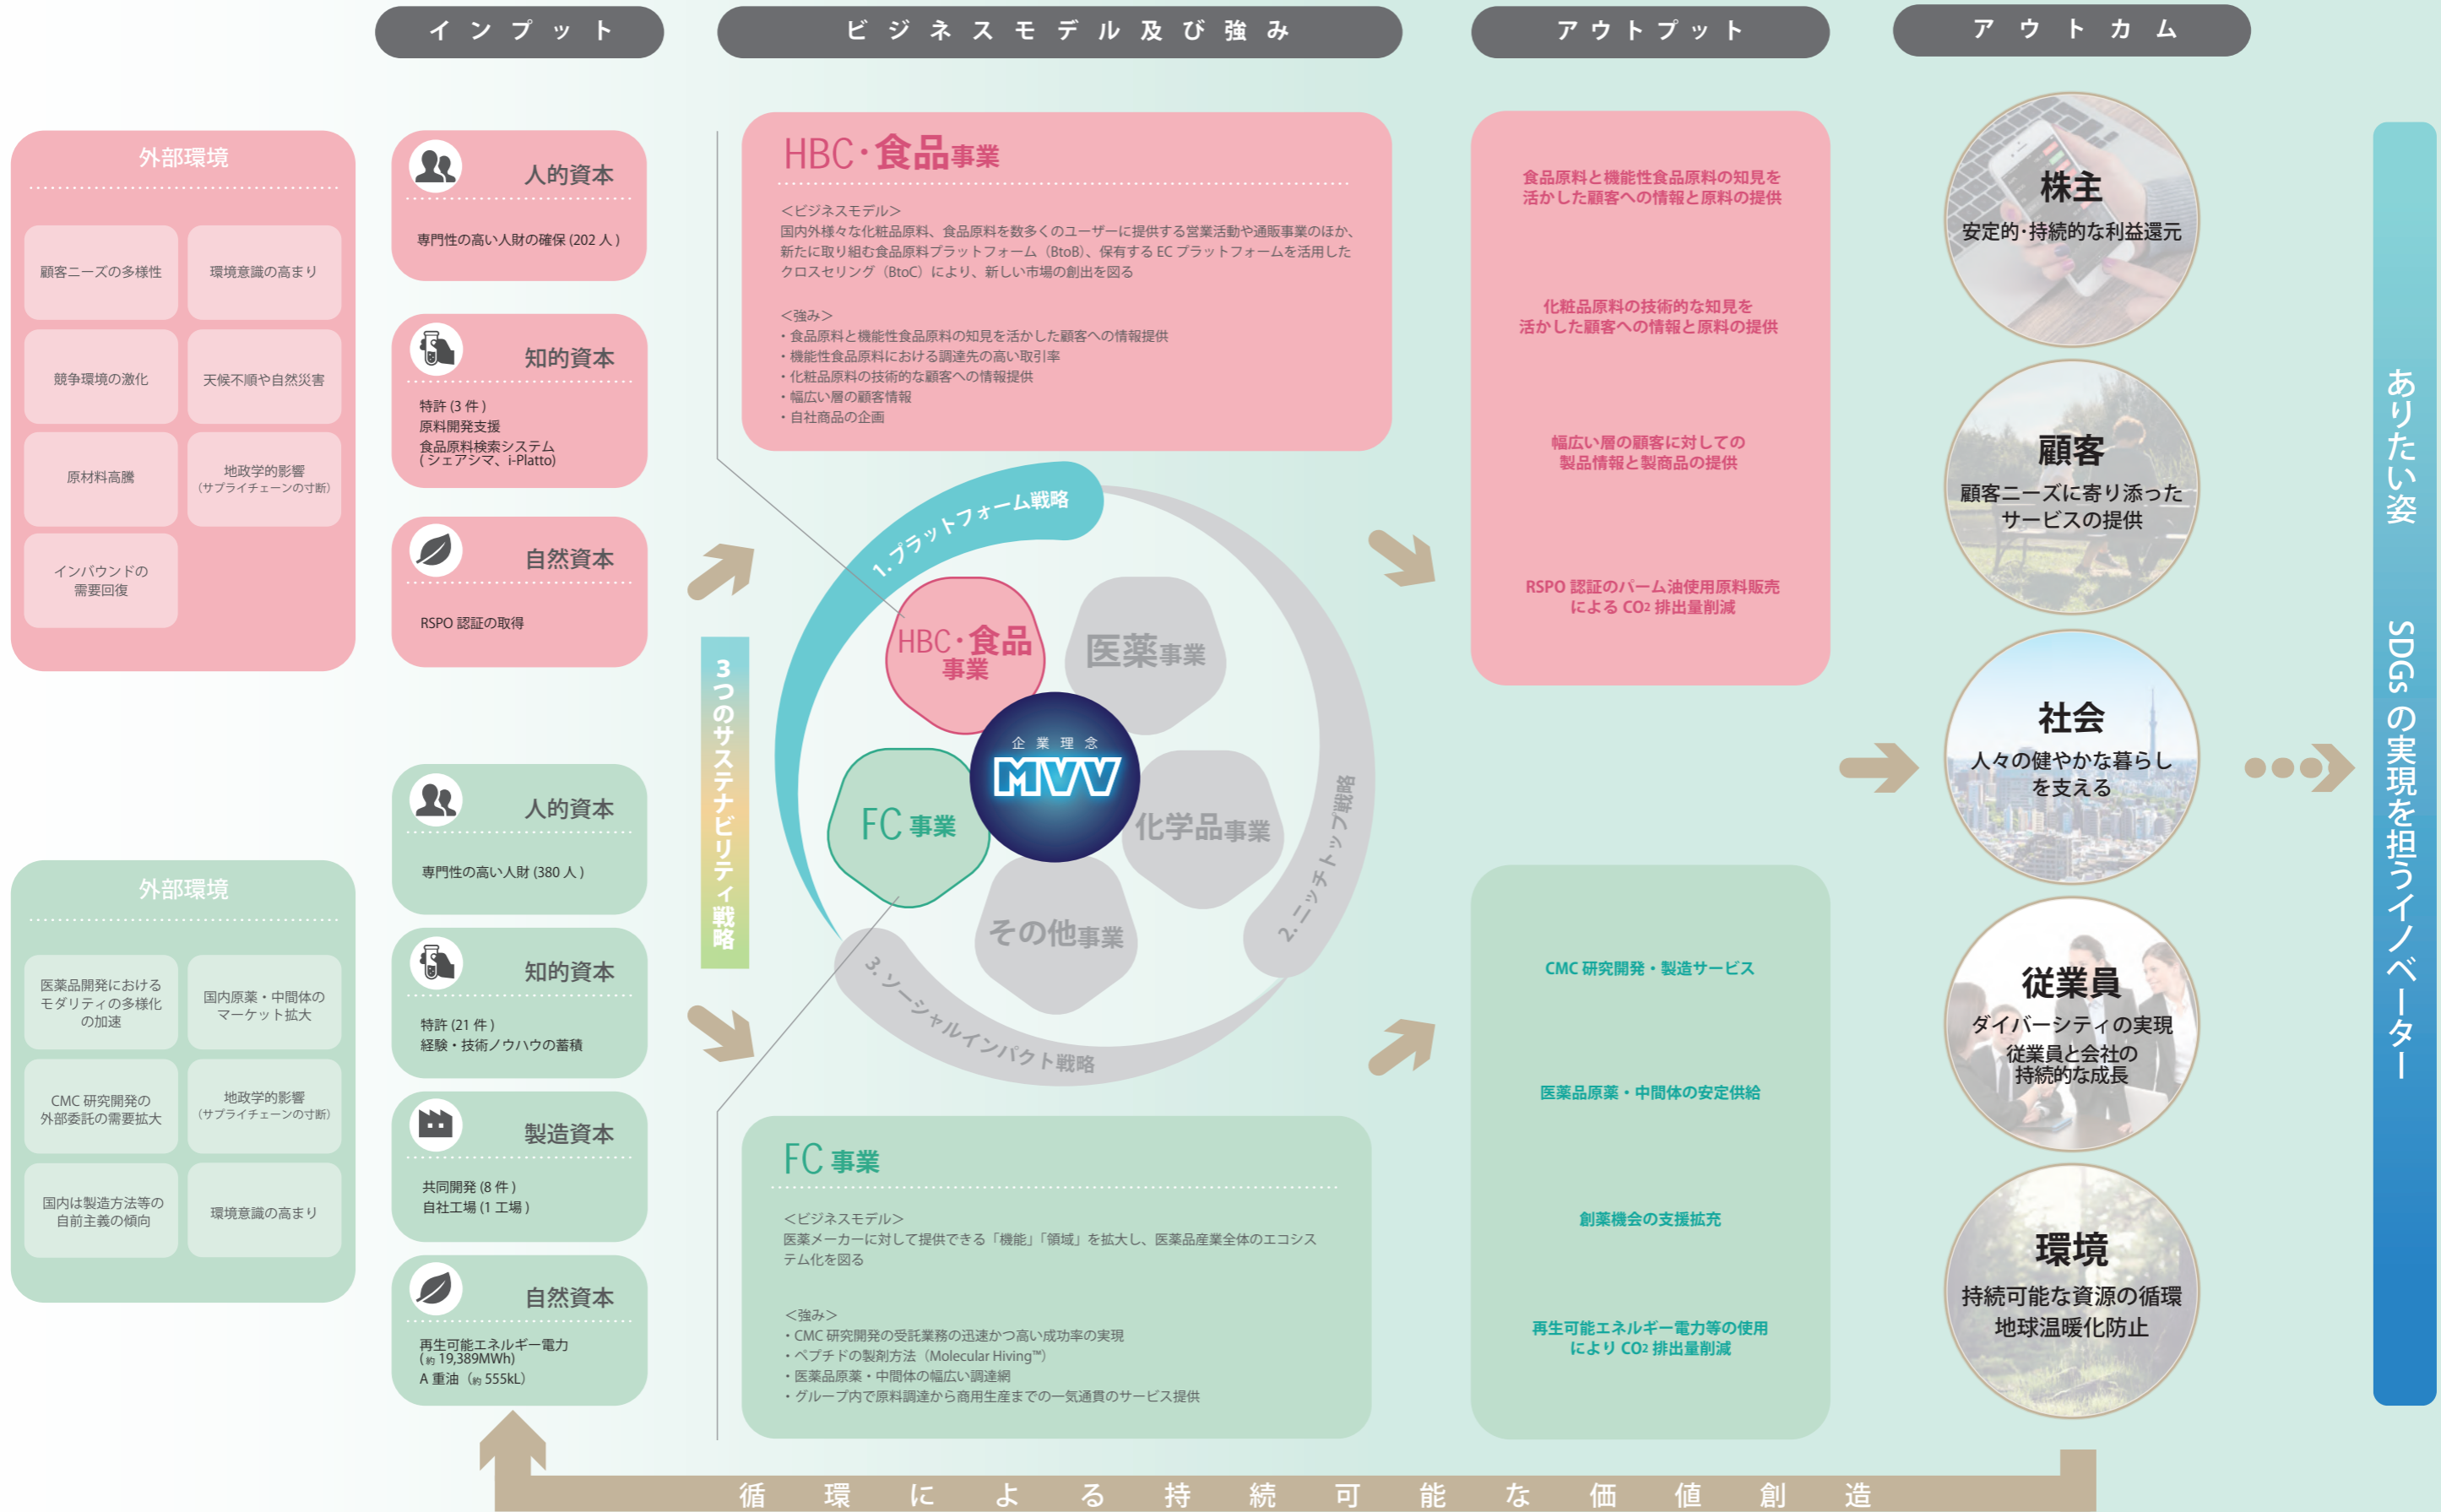 インプット
ビジネスモデル及び強み
アウトプット
アウトカム
外部環境
顧客ニーズの多様性
環境意識の高まり
競争環境の激化
天候不順や自然災害
原材料高騰
地政学的影響
（サプライチェーンの寸断）
インバウンドの
需要回復
人的資本
専門性の高い人財の確保 (202 人 )
知的資本
特許 (3 件 )
原料開発支援
食品原料検索システム
( シェアシマ、i-Platto)
自然資本
RSPO 認証の取得
HBC・食品事業
＜ビジネスモデル＞
国内外様々な化粧品原料、食品原料を数多くのユーザーに提供する営業活動や通販事業のほか、
新たに取り組む食品原料プラットフォーム（BtoB）、保有する EC プラットフォームを活用した
クロスセリング（BtoC）により、新しい市場の創出を図る
＜強み＞
・食品原料と機能性食品原料の知見を活かした顧客への情報提供
・機能性食品原料における調達先の高い取引率
・化粧品原料の技術的な顧客への情報提供
・幅広い層の顧客情報
・自社商品の企画
食品原料と機能性食品原料の知見を
活かした顧客への情報と原料の提供
化粧品原料の技術的な知見を
活かした顧客への情報と原料の提供
幅広い層の顧客に対しての
製品情報と製商品の提供
RSPO 認証のパーム油使用原料販売
による CO2 排出量削減
3つのサステナビリティ戦略
1. プラットフォーム戦略
2. ニッチトップ戦略
3. ソーシャルインパクト戦略
HBC・食品
事業
医薬事業
FC 事業
化学品事業
その他事業
企業理念
MVV
外部環境
医薬品開発における
モダリティの多様化
の加速
国内原薬・中間体の
マーケット拡大
CMC 研究開発の
外部委託の需要拡大
地政学的影響
（サプライチェーンの寸断）
国内は製造方法等の
自前主義の傾向
環境意識の高まり
人的資本
専門性の高い人財 (380 人 )
知的資本
特許 (21 件 )
経験・技術ノウハウの蓄積
製造資本
共同開発 (8 件 )
自社工場 (1 工場 )
自然資本
再生可能エネルギー電力
( 約 19,389MWh)
A 重油（約 555kL）
FC 事業
＜ビジネスモデル＞
医薬メーカーに対して提供できる「機能」「領域」を拡大し、医薬品産業全体のエコシス
テム化を図る
＜強み＞
・CMC 研究開発の受託業務の迅速かつ高い成功率の実現
・ペプチドの製剤方法（Molecular Hiving™）
・医薬品原薬・中間体の幅広い調達網
・グループ内で原料調達から商用生産までの一気通貫のサービス提供
CMC 研究開発・製造サービス
医薬品原薬・中間体の安定供給
創薬機会の支援拡充
再生可能エネルギー電力等の使用
により CO2 排出量削減
株主
安定的・持続的な利益還元
顧客
顧客ニーズに寄り添った
サービスの提供
社会
人々の健やかな暮らし
を支える
従業員
ダイバーシティの実現
従業員と会社の
持続的な成長
環境
持続可能な資源の循環
地球温暖化防止
ありたい姿 SDGs の実現を担うイノベーター
循環による持続可能な価値創造